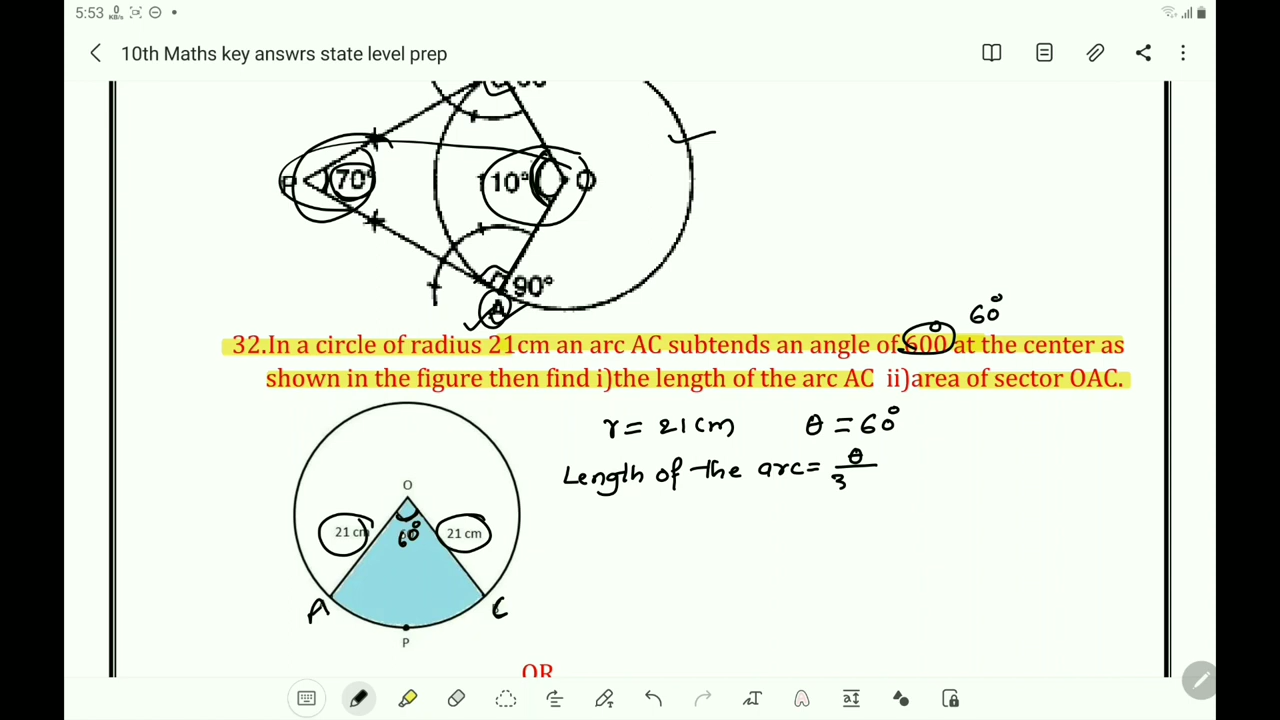 5:53 0 KB/s
10th Maths key answrs state level prep
P 70° 10° O
90°
A
60°
32.In a circle of radius 21cm an arc AC subtends an angle of 600 at the center as
shown in the figure then find i)the length of the arc AC ii)area of sector OAC.
r = 21cm θ = 60°
Length of the arc = θ/3
O
21 cm 60° 21 cm
A C
P
OR